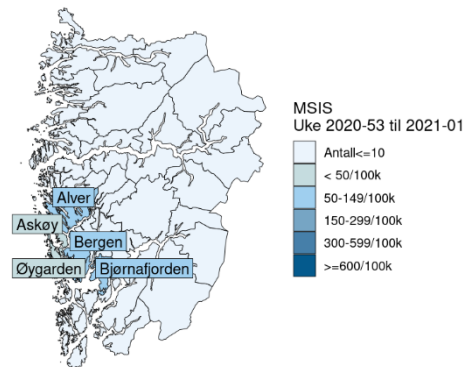 MSIS
Uke 2020-53 til 2021-01
Antall<=10
< 50/100k
50-149/100k
150-299/100k
300-599/100k
>=600/100k
Alver
Askøy
Bergen
Øygarden
Bjørnafjorden